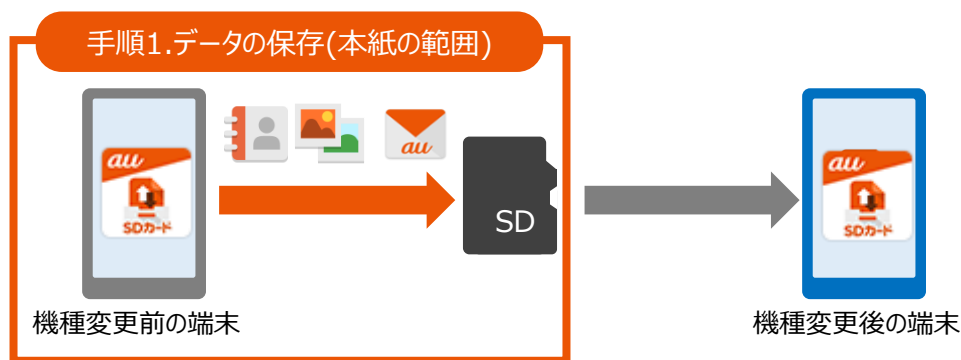 手順1.データの保存(本紙の範囲)
au
au
SDカード
SD
au
SDカード
機種変更前の端末
機種変更後の端末